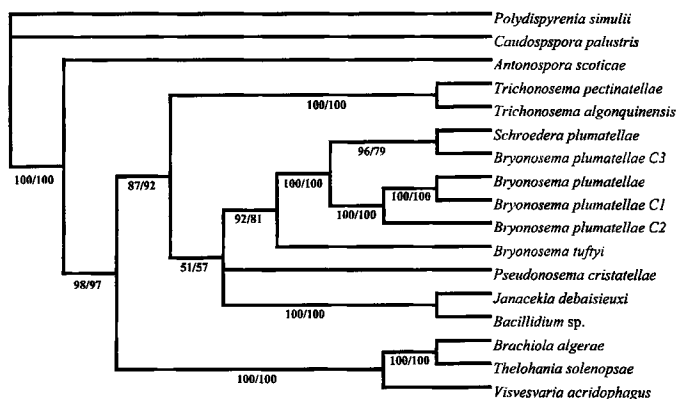 Polydispyrenia simulii
Caudospspora palustris
Antonospora scoticae
Trichonosema pectinatellae
100/100
Trichonosema algonquinensis
Schroedera plumatellae
96/79
Bryonosema plumatellae C3
100/100
100/100
87/92
Bryonosema plumatellae
100/100
Bryonosema plumatellae C1
92/81
100/100
Bryonosema plumatellae C2
Bryonosema tuftyi
51/57
Pseudonosema cristatellae
98/97
Janacekia debaisieuxi
100/100
Bacillidium sp.
Brachiola algerae
100/100
Thelohania solenopsae
100/100
Visvesvaria acridophagus